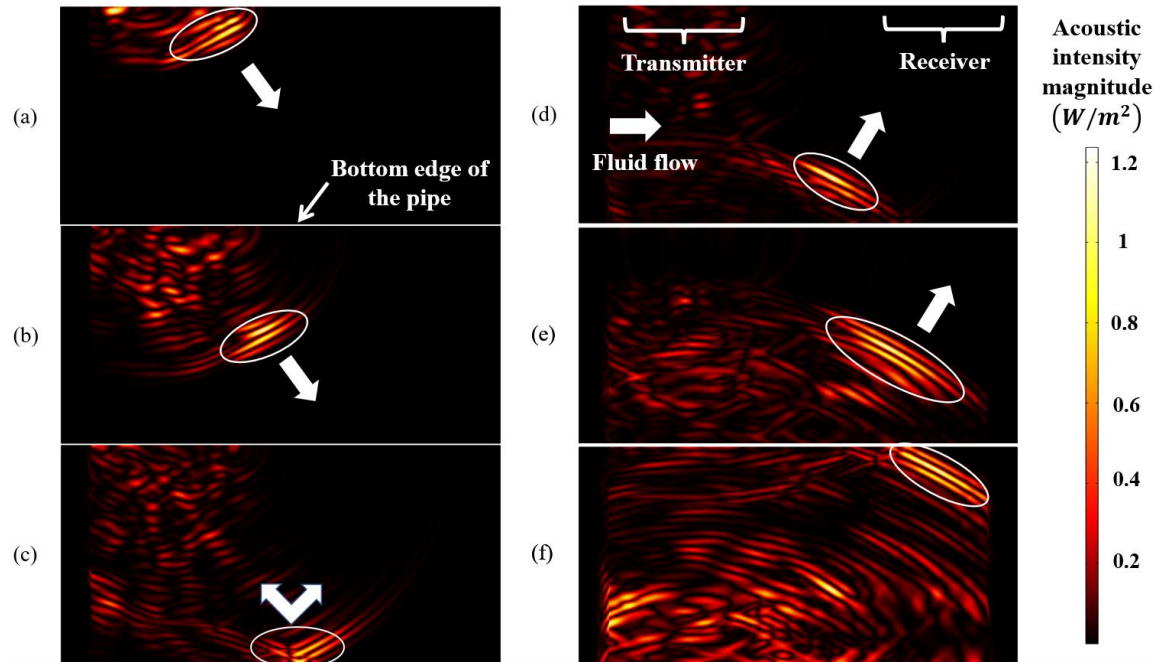 (a)
Bottom edge of
the pipe
(b)
(c)
Transmitter
Receiver
(d)
Fluid flow
(e)
(f)
Acoustic
intensity
magnitude
(W/m²)
1.2
1
0.8
0.6
0.4
0.2